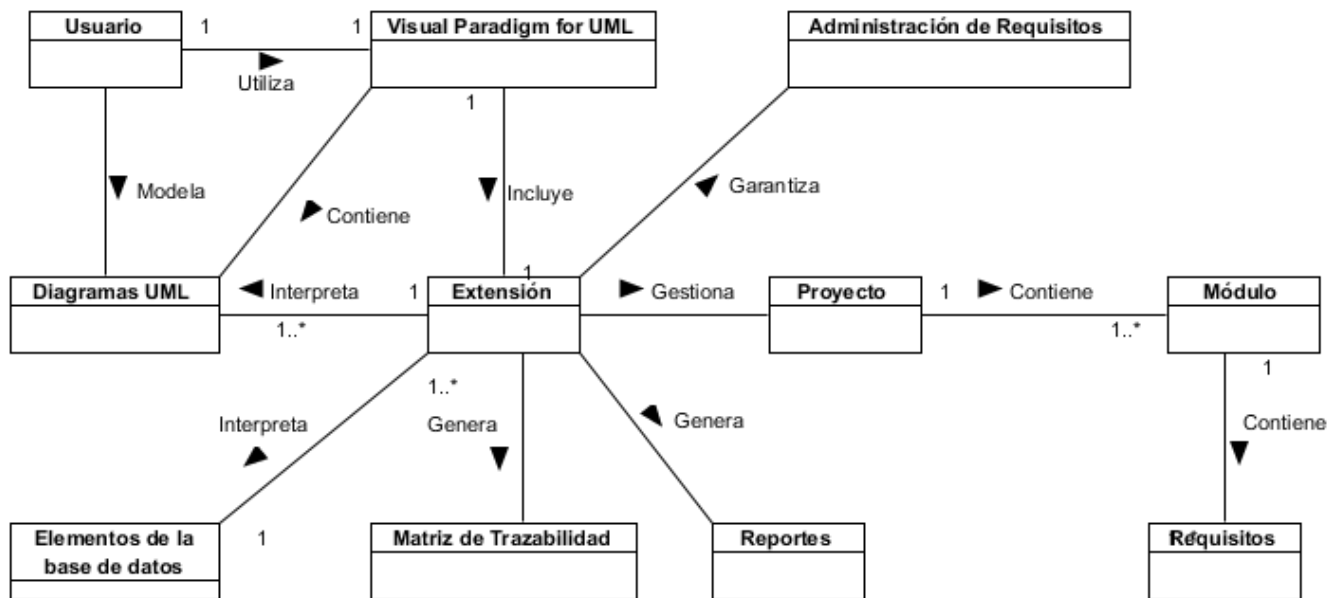 Usuario
1
1
Visual Paradigm for UML
Administración de Requisitos
Utiliza
1
Modela
Contiene
Incluye
Garantiza
1
Diagramas UML
Interpreta
1
Extensión
Gestiona
Proyecto
1
Contiene
Módulo
1..*
1..*
1..*
1
Interpreta
Genera
Genera
Contiene
Elementos de la
base de datos
1
Matriz de Trazabilidad
Reportes
Requisitos